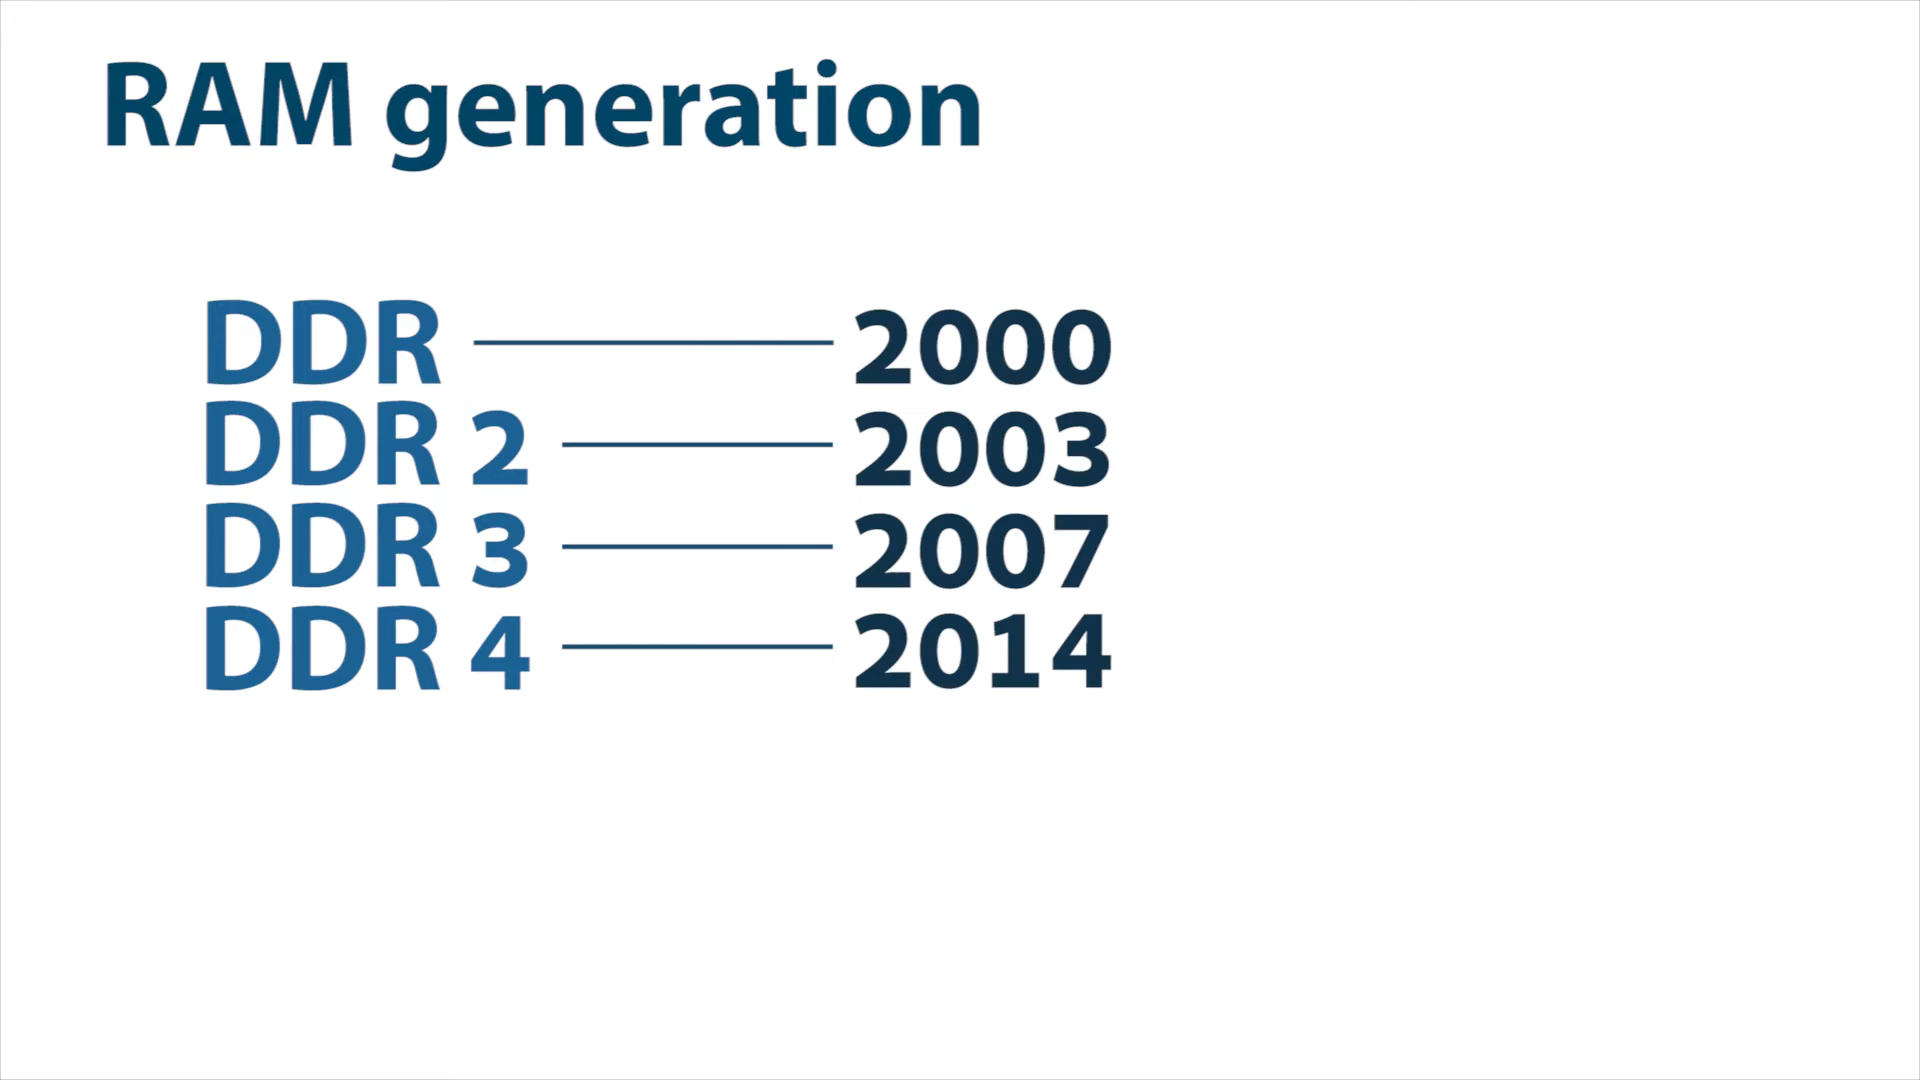 RAM generation
DDR 2000
DDR 2 2003
DDR 3 2007
DDR 4 2014